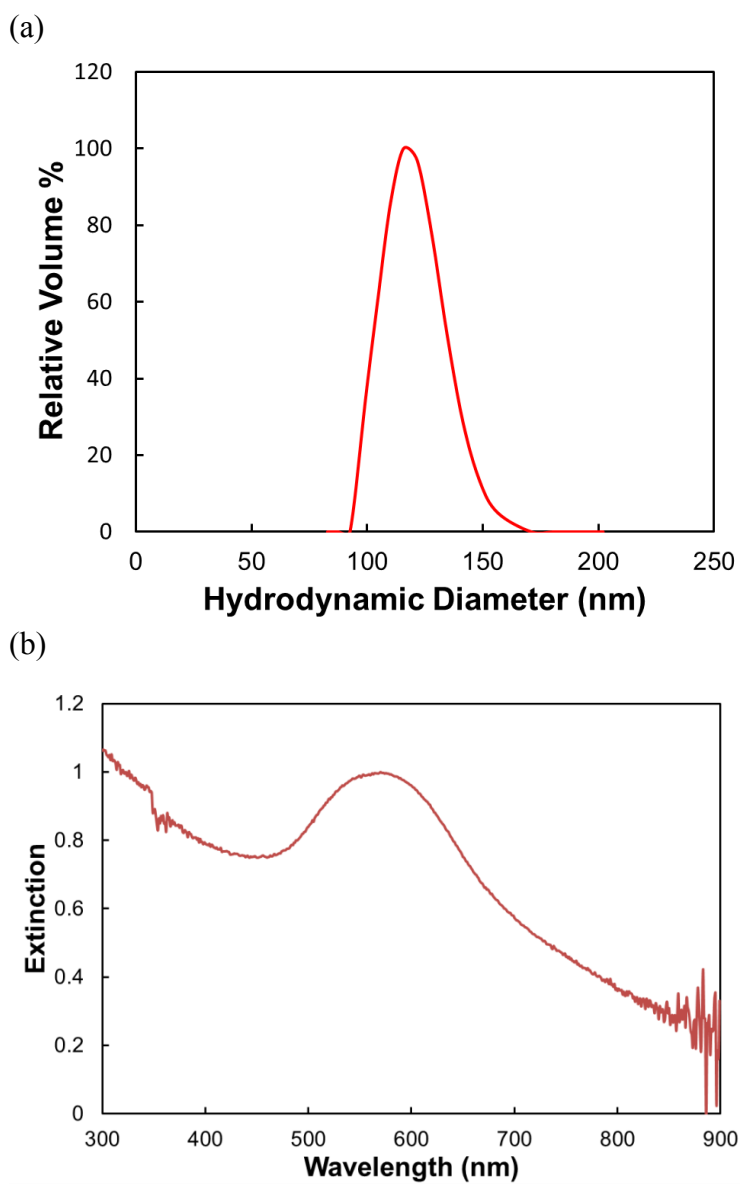 (a)
120
100
80
60
40
20
0
Relative Volume %
0 50 100 150 200 250
Hydrodynamic Diameter (nm)
(b)
1.2
1
0.8
0.6
0.4
0.2
0
Extinction
300 400 500 600 700 800 900
Wavelength (nm)